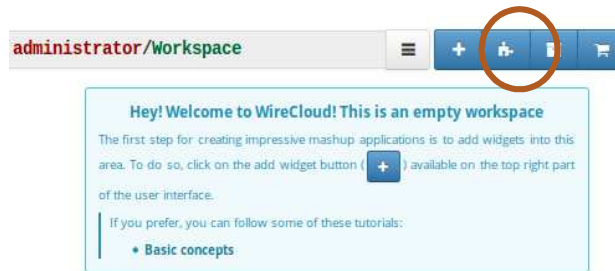 administrator/Workspace
Hey! Welcome to WireCloud! This is an empty workspace
The first step for creating impressive mashup applications is to add widgets into this
area. To do so, click on the add widget button ( + ) available on the top right part
of the user interface.
If you prefer, you can follow some of these tutorials:
• Basic concepts